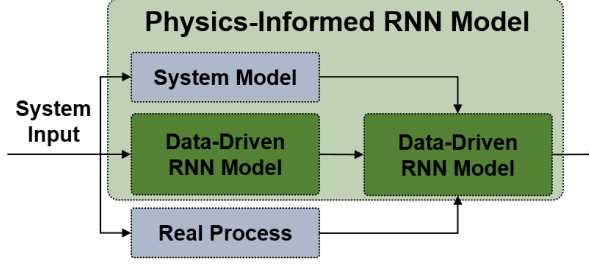 Physics-Informed RNN Model
System Model
System
Input
Data-Driven
RNN Model
Data-Driven
RNN Model
Real Process